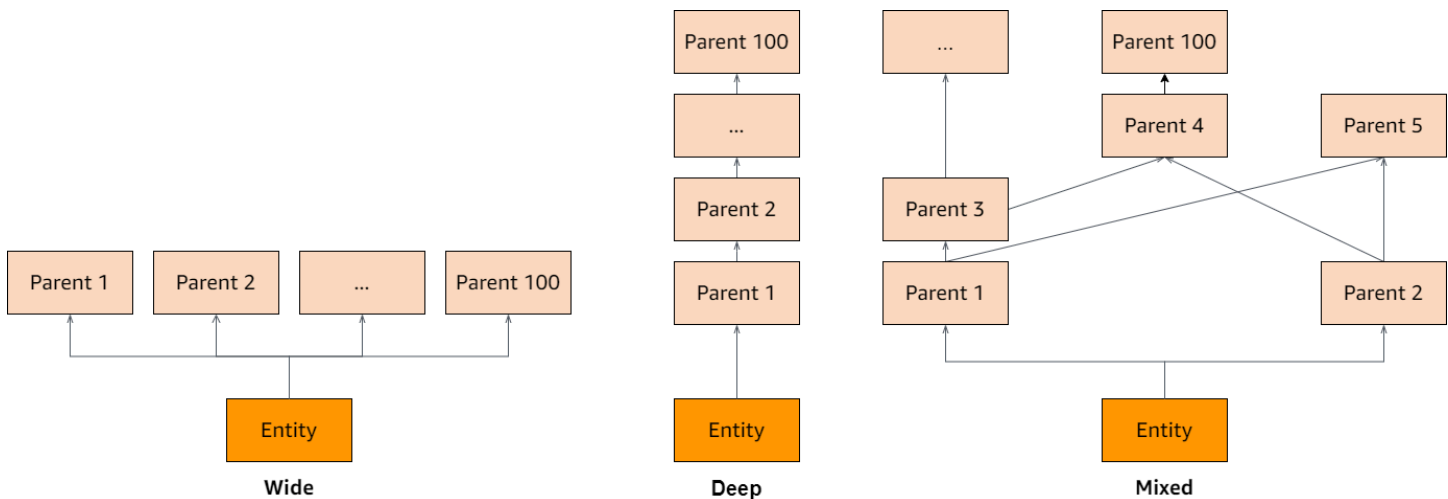 Parent 1
Parent 2
...
Parent 100
Entity
Wide
Parent 100
...
Parent 2
Parent 1
Entity
Deep
...
Parent 100
Parent 4
Parent 5
Parent 3
Parent 1
Parent 2
Entity
Mixed